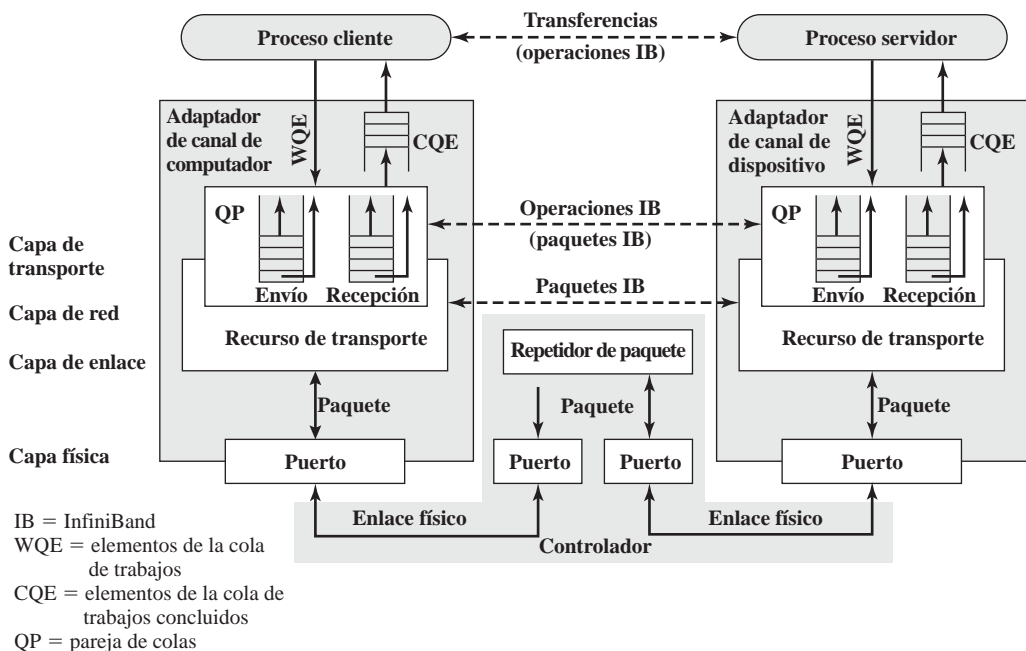 Transferencias
(operaciones IB)
Proceso cliente
Proceso servidor
Adaptador
de canal de
computador
WQE
CQE
Adaptador
de canal de
dispositivo
WQE
CQE
QP
Envío
Recepción
Operaciones IB
(paquetes IB)
QP
Envío
Recepción
Capa de
transporte
Paquetes IB
Capa de red
Recurso de transporte
Recurso de transporte
Capa de enlace
Repetidor de paquete
Paquete
Paquete
Paquete
Capa física
Puerto
Puerto
Puerto
Puerto
Enlace físico
Enlace físico
Controlador
IB = InfiniBand
WQE = elementos de la cola
de trabajos
CQE = elementos de la cola de
trabajos concluidos
QP = pareja de colas